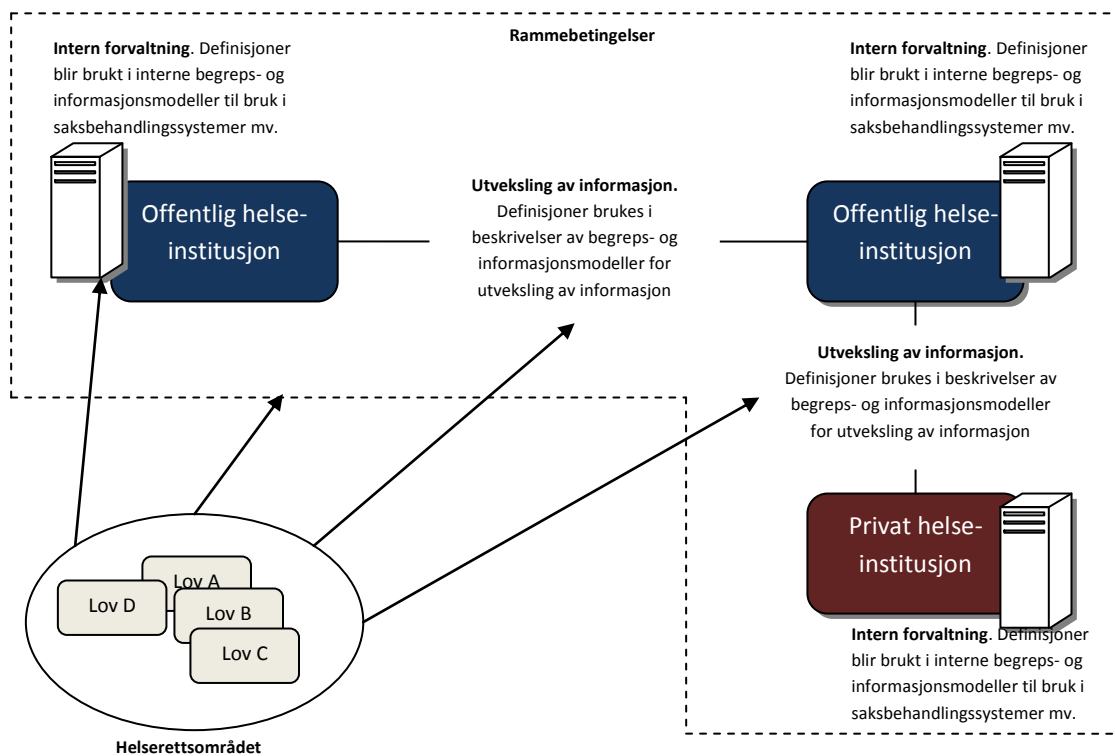 Rammebetingelser
Intern forvaltning. Definisjoner
blir brukt i interne begreps- og
informasjonsmodeller til bruk i
saksbehandlingssystemer mv.
Intern forvaltning. Definisjoner
blir brukt i interne begreps- og
informasjonsmodeller til bruk i
saksbehandlingssystemer mv.
Offentlig helse-
institusjon
Utveksling av informasjon.
Definisjoner brukes i
beskrivelser av begreps- og
informasjonsmodeller for
utveksling av informasjon
Offentlig helse-
institusjon
Utveksling av informasjon.
Definisjoner brukes i beskrivelser av
begreps- og informasjonsmodeller
for utveksling av informasjon
Privat helse-
institusjon
Intern forvaltning. Definisjoner
blir brukt i interne begreps- og
informasjonsmodeller til bruk i
saksbehandlingssystemer mv.
Lov A
Lov D
Lov B
Lov C
Helserettsområdet